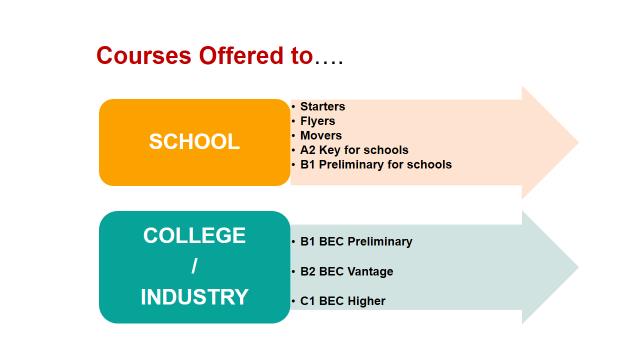 Courses Offered to....
SCHOOL
• Starters
• Flyers
• Movers
• A2 Key for schools
• B1 Preliminary for schools
COLLEGE
/
INDUSTRY
• B1 BEC Preliminary
• B2 BEC Vantage
• C1 BEC Higher